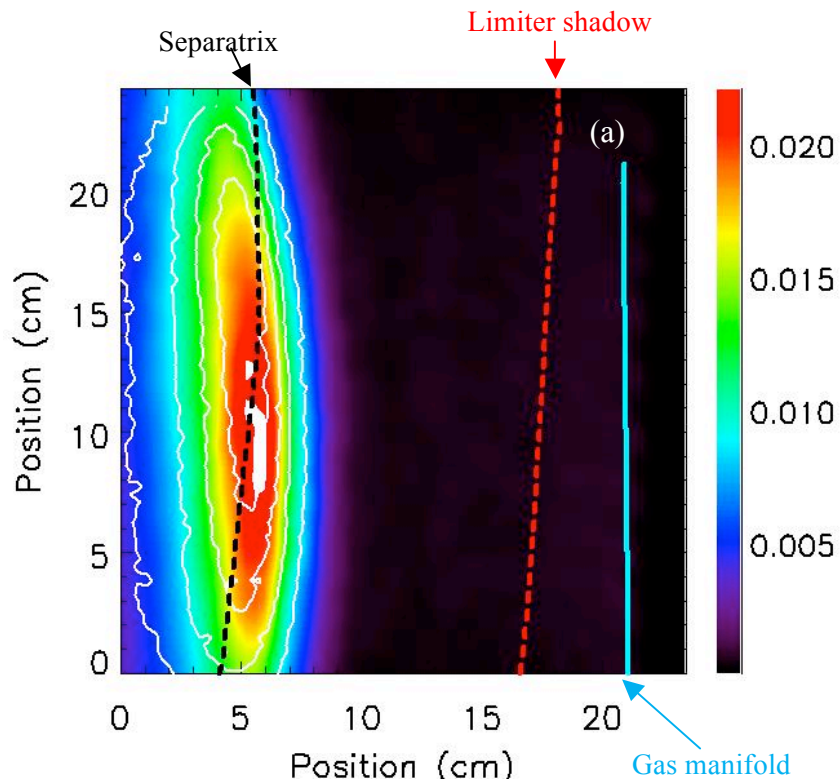 Separatrix
Limiter shadow
(a)
Position (cm)
20
15
10
5
0
0 5 10 15 20
Position (cm)
0.020
0.015
0.010
0.005
Gas manifold